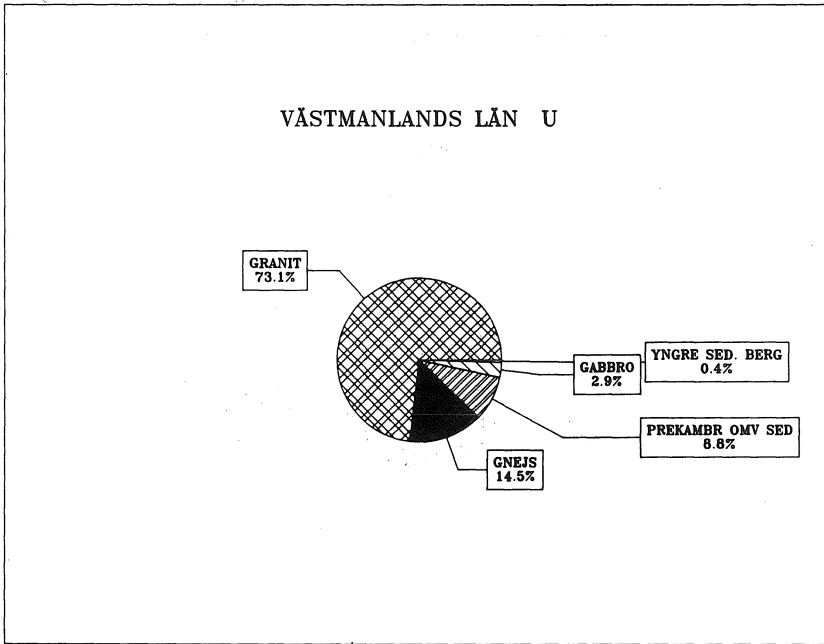 VÄSTMANLANDS LÄN U
GRANIT
73.1%
YNGRE SED. BERG
0.4%
GABBRO
2.9%
PREKAMBR OMV SED
8.8%
GNEJS
14.5%